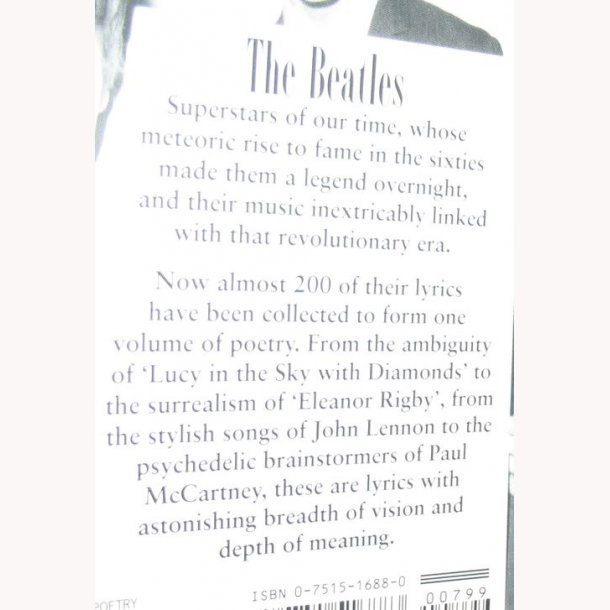 The Beatles
Superstars of our time, whose
meteoric rise to fame in the sixties
made them a legend overnight,
and their music inextricably linked
with that revolutionary era.
Now almost 200 of their lyrics
have been collected to form one
volume of poetry. From the ambiguity
of ‘Lucy in the Sky with Diamonds’ to
the surrealism of ‘Eleanor Rigby’, from
the stylish songs of John Lennon to the
psychedelic brainstormers of Paul
McCartney, these are lyrics with
astonishing breadth of vision and
depth of meaning.
ISBN 0-7515-1688-0
00799
POETRY